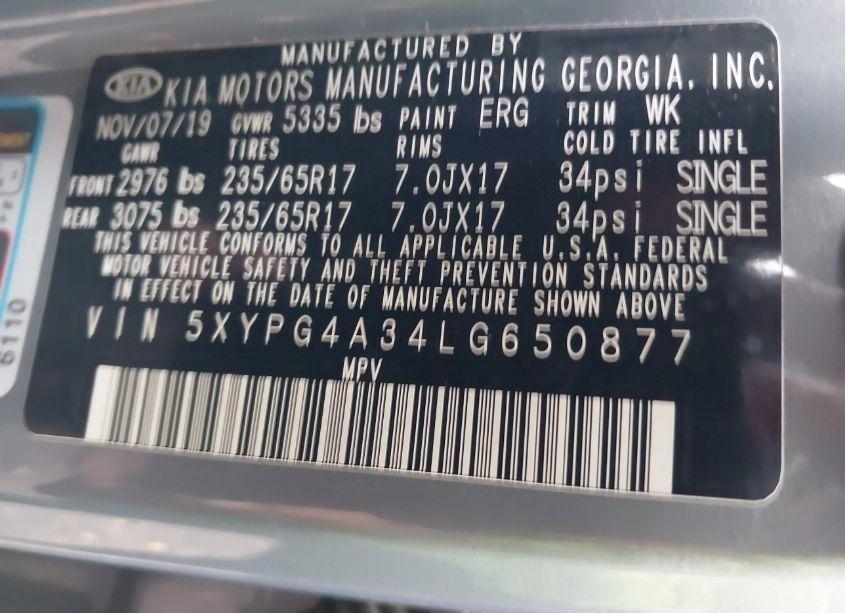 MANUFACTURED BY
KIA KIA MOTORS MANUFACTURING GEORGIA, INC.
NOV/07/19 GVWR 5335 lbs PAINT ERG TRIM WK
GAWR TIRES RIMS COLD TIRE INFL
FRONT 2976 lbs 235/65R17 7.0JX17 34psi SINGLE
REAR 3075 lbs 235/65R17 7.0JX17 34psi SINGLE
THIS VEHICLE CONFORMS TO ALL APPLICABLE U.S.A. FEDERAL
MOTOR VEHICLE SAFETY AND THEFT PREVENTION STANDARDS
IN EFFECT ON THE DATE OF MANUFACTURE SHOWN ABOVE
VIN 5XYPG4A34LG650877
MPV
6110